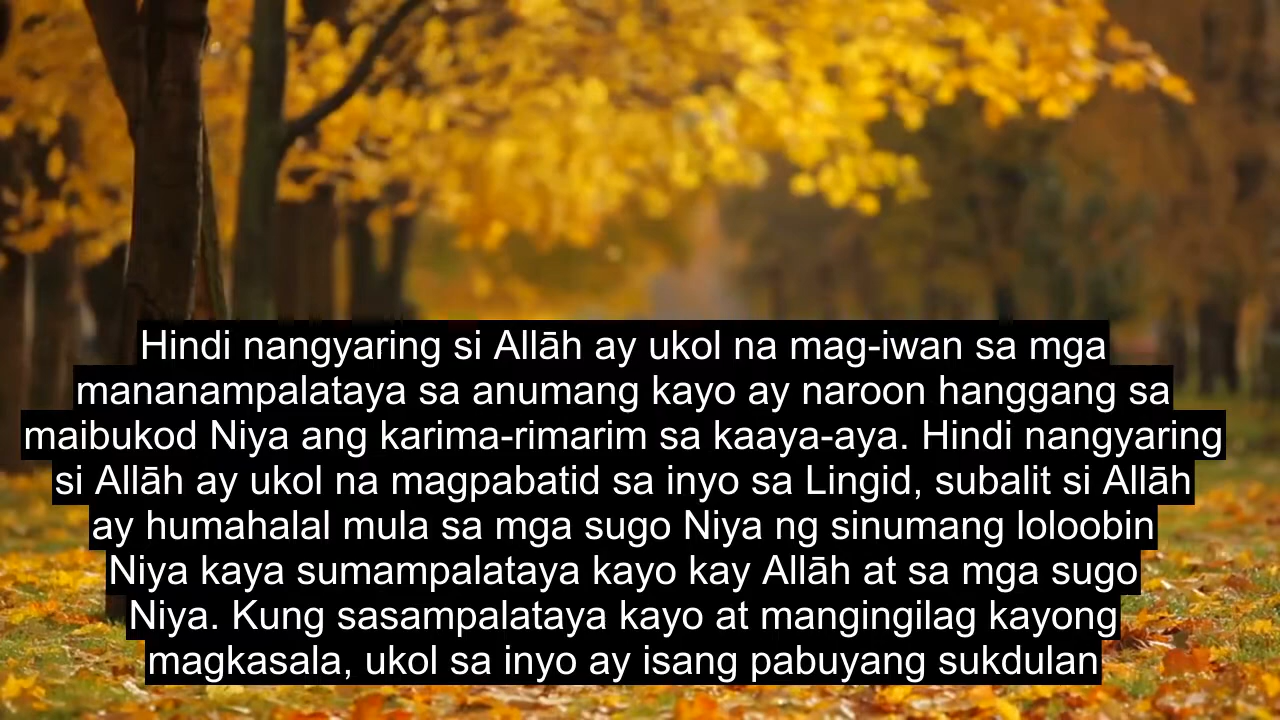 Hindi nangyaring si Allāh ay ukol na mag-iwan sa mga
mananampalataya sa anumang kayo ay naroon hanggang sa
maibukod Niya ang karima-rimarim sa kaaya-aya. Hindi nangyaring
si Allāh ay ukol na magpabatid sa inyo sa Lingid, subalit si Allāh
ay humahalal mula sa mga sugo Niya ng sinumang loloobin
Niya kaya sumampalataya kayo kay Allāh at sa mga sugo
Niya. Kung sasampalataya kayo at mangingilag kayong
magkasala, ukol sa inyo ay isang pabuyang sukdulan